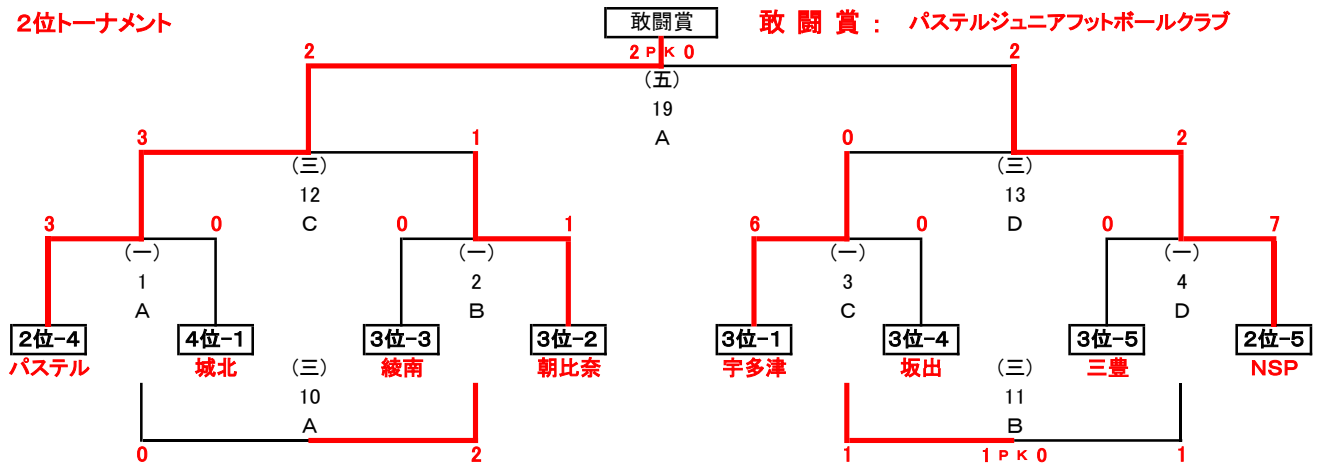 2位トーナメント
敢闘賞
敢 闘 賞 : パステルジュニアフットボールクラブ
2
2 P K 0
2
(五)
19
A
3
1
0
2
(三)
12
C
(三)
13
D
3
0
0
1
6
0
0
7
(一)
1
A
(一)
2
B
(一)
3
C
(一)
4
D
2位-4
4位-1
3位-3
3位-2
3位-1
3位-4
3位-5
2位-5
パステル
城北
綾南
朝比奈
宇多津
坂出
三豊
NSP
(三)
10
A
(三)
11
B
0
2
1
1 P K 0
1